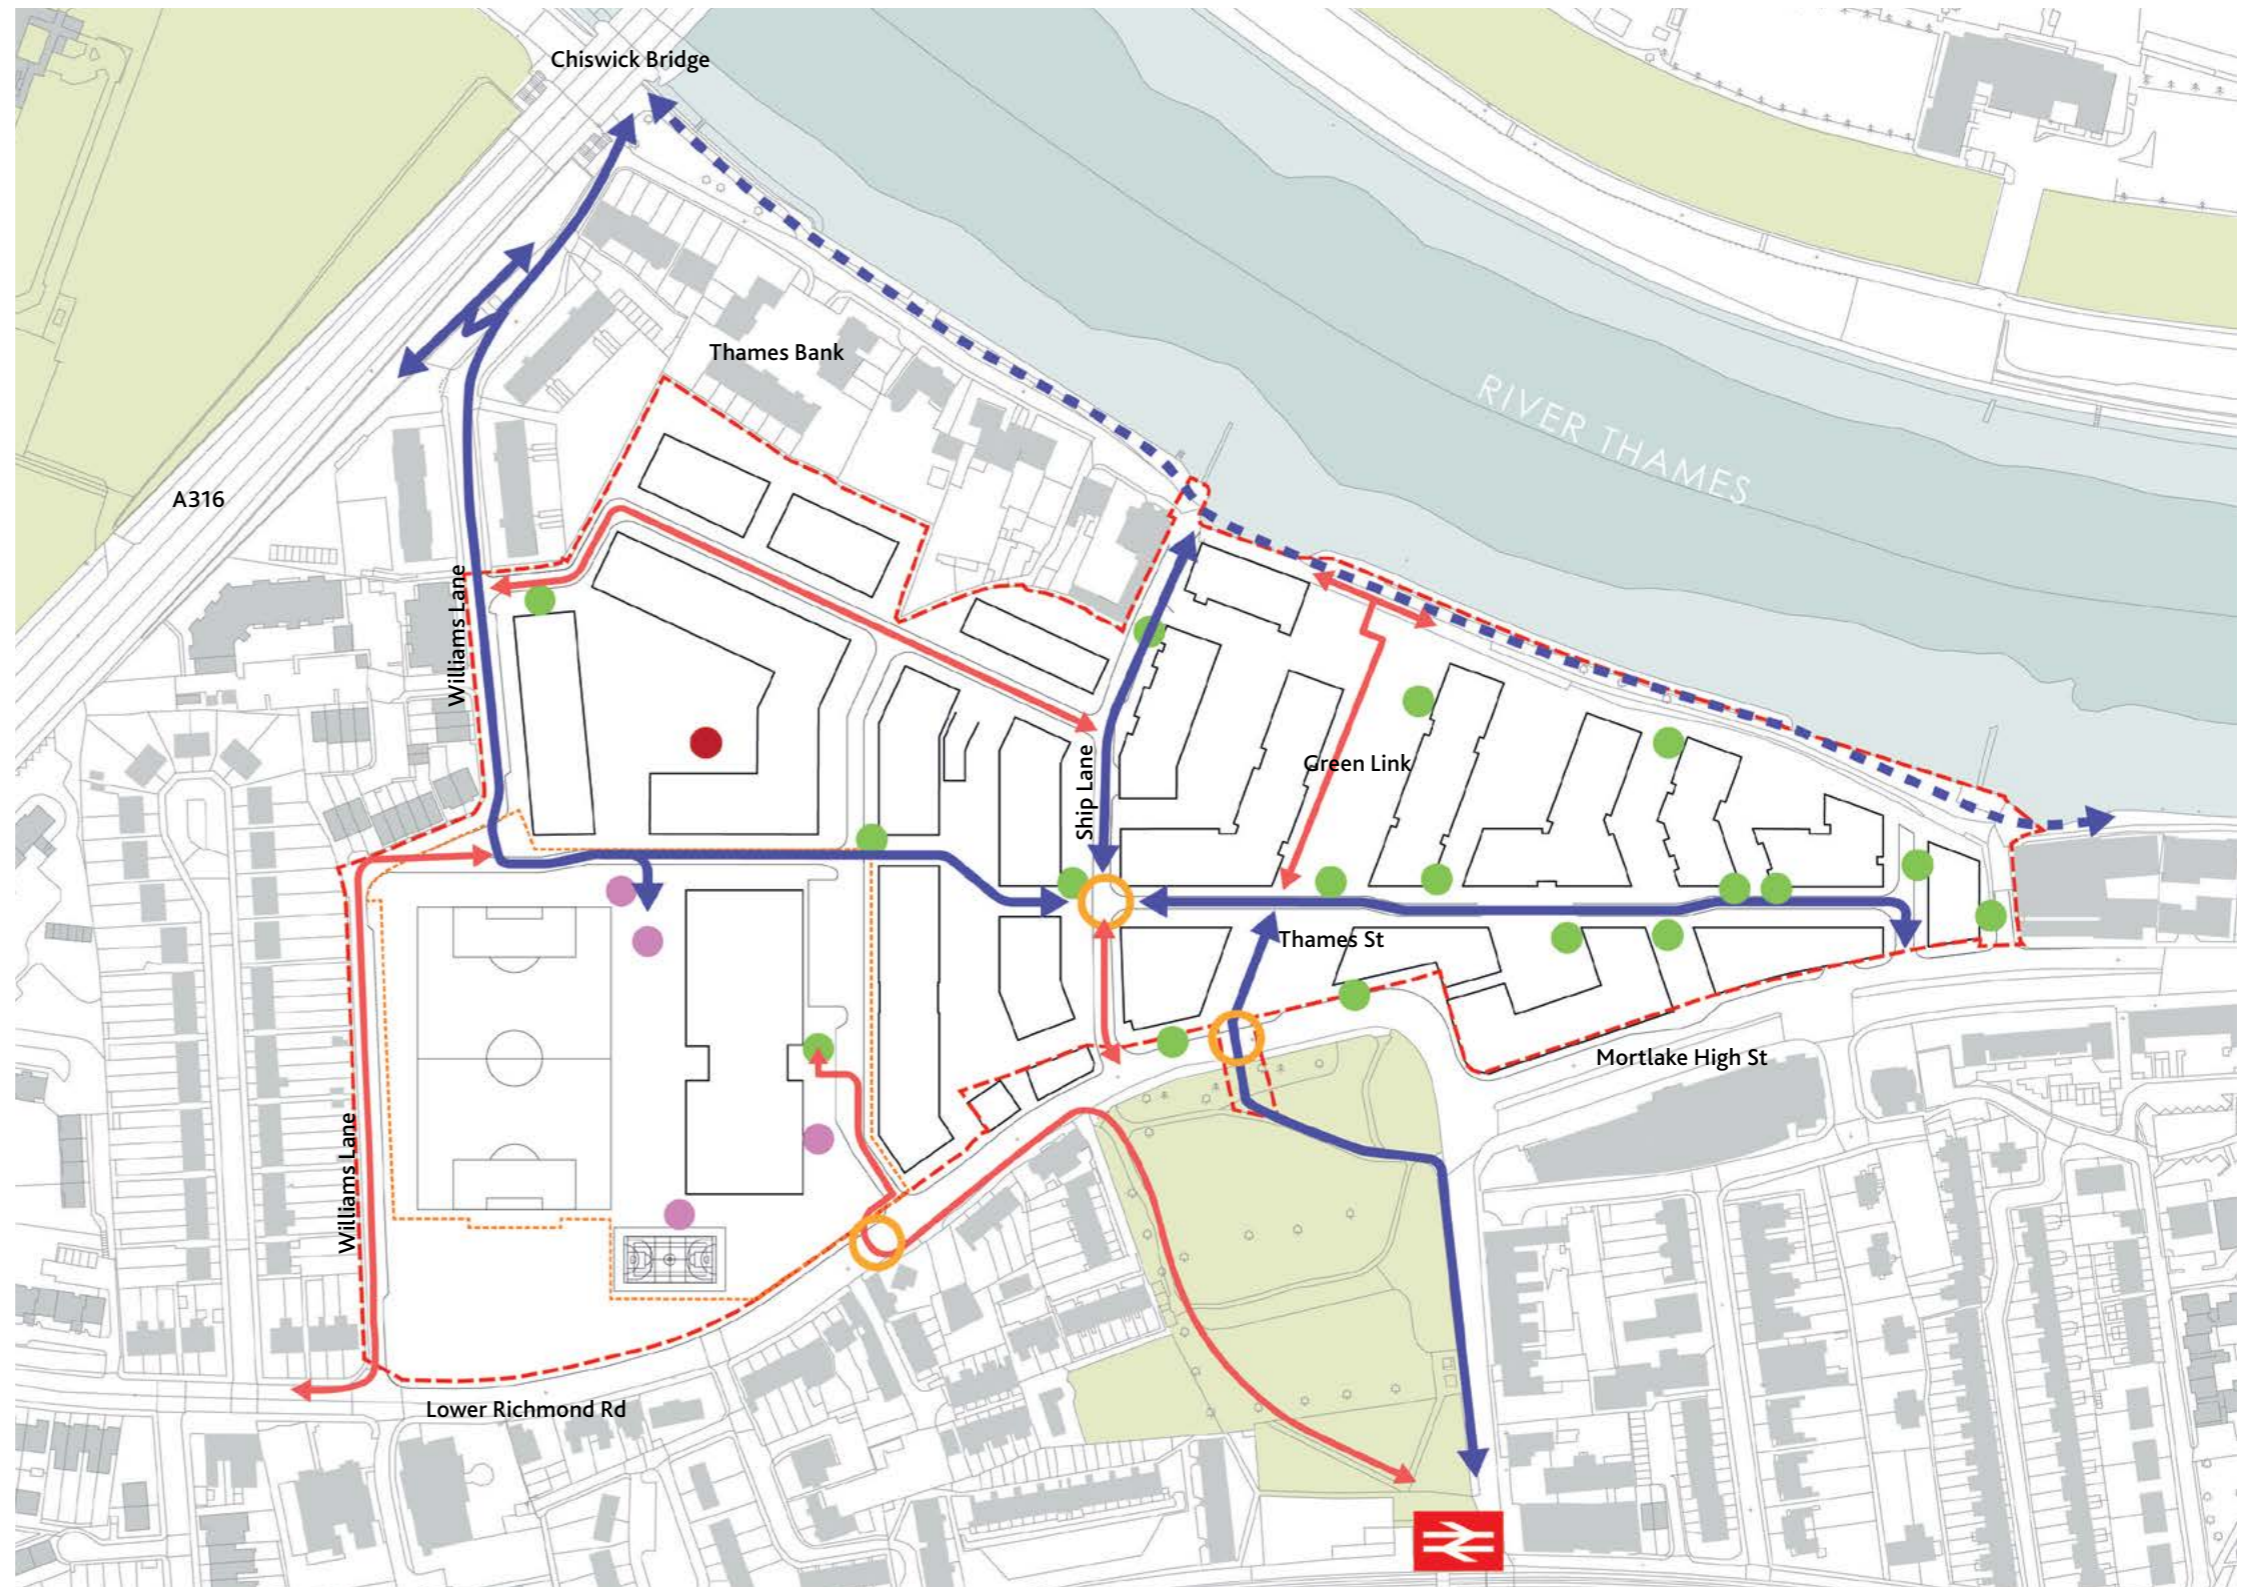 Chiswick Bridge
Thames Bank
RIVER THAMES
A316
Williams Lane
Ship Lane
Green Link
Thames St
Mortlake High St
Williams Lane
Lower Richmond Rd